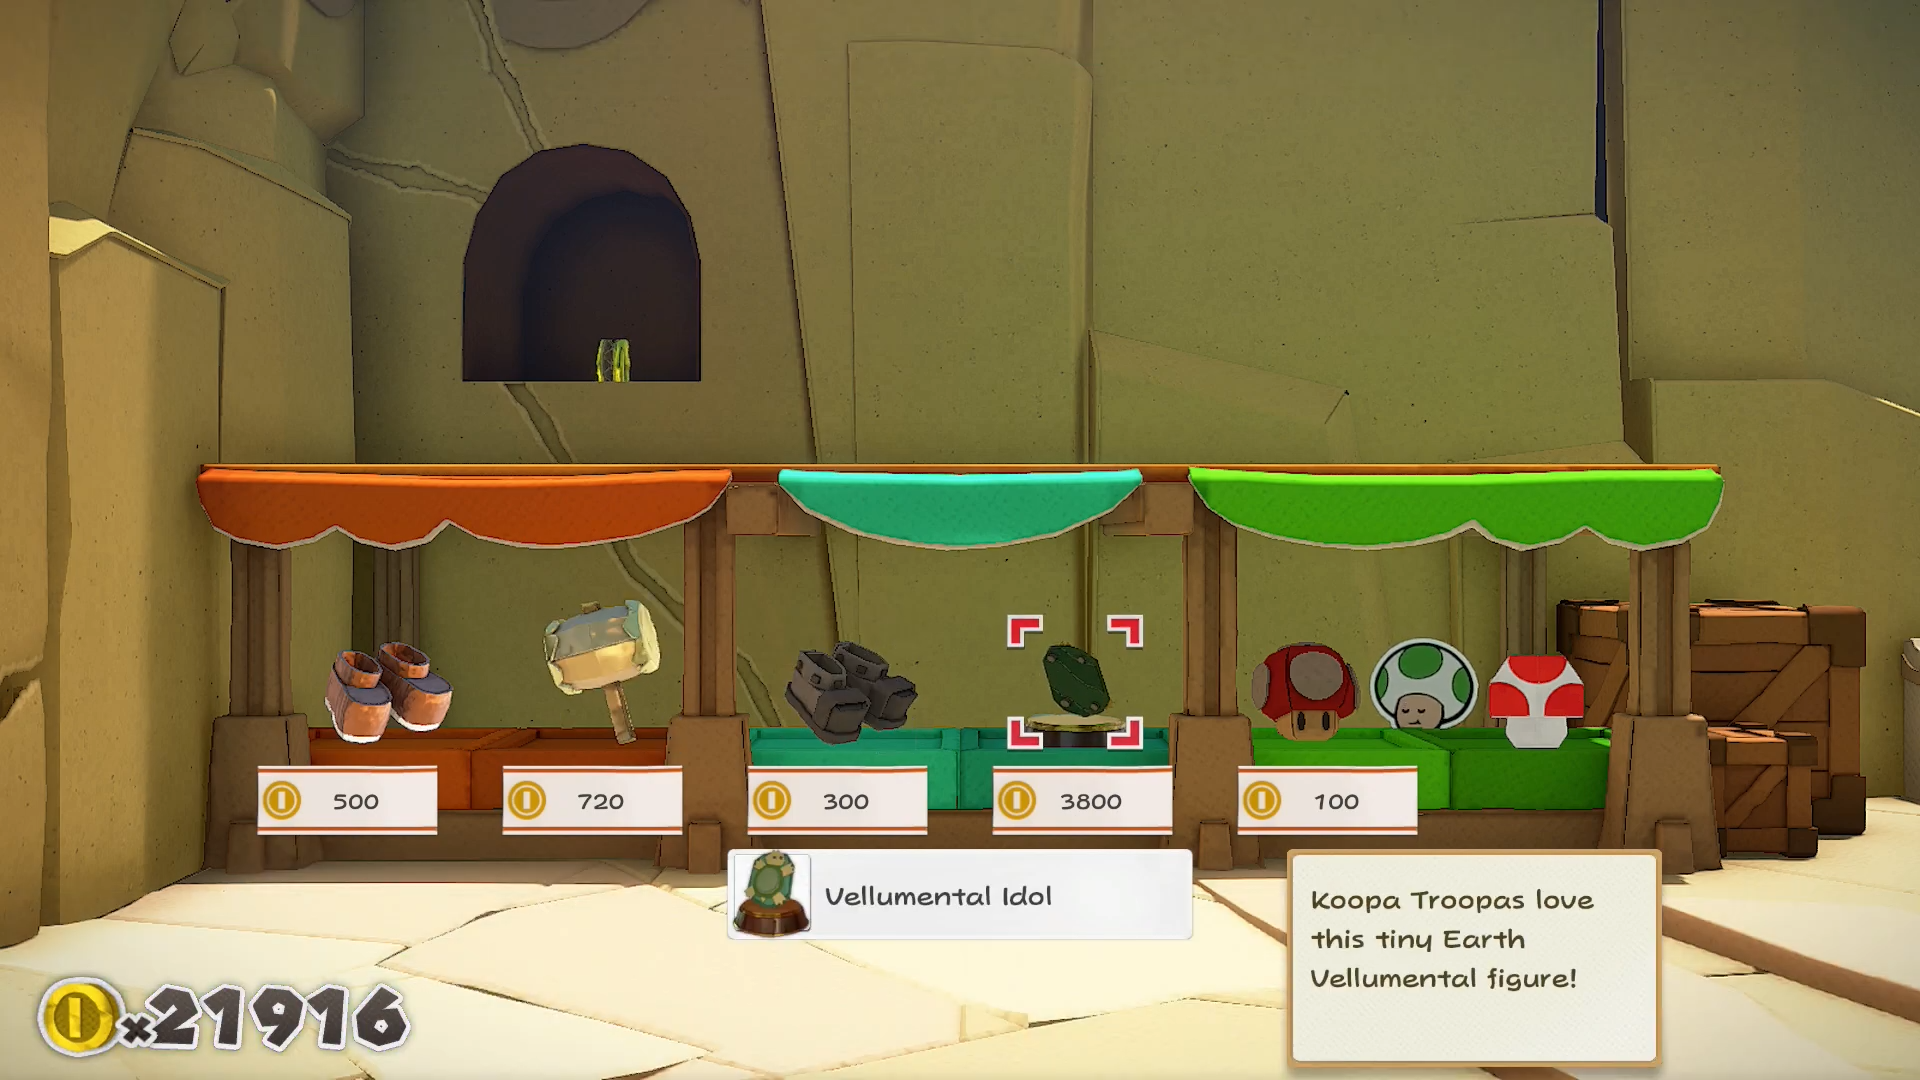 500
720
300
3800
100
Vellumental Idol
Koopa Troopas love
this tiny Earth
Vellumental figure!
×21916